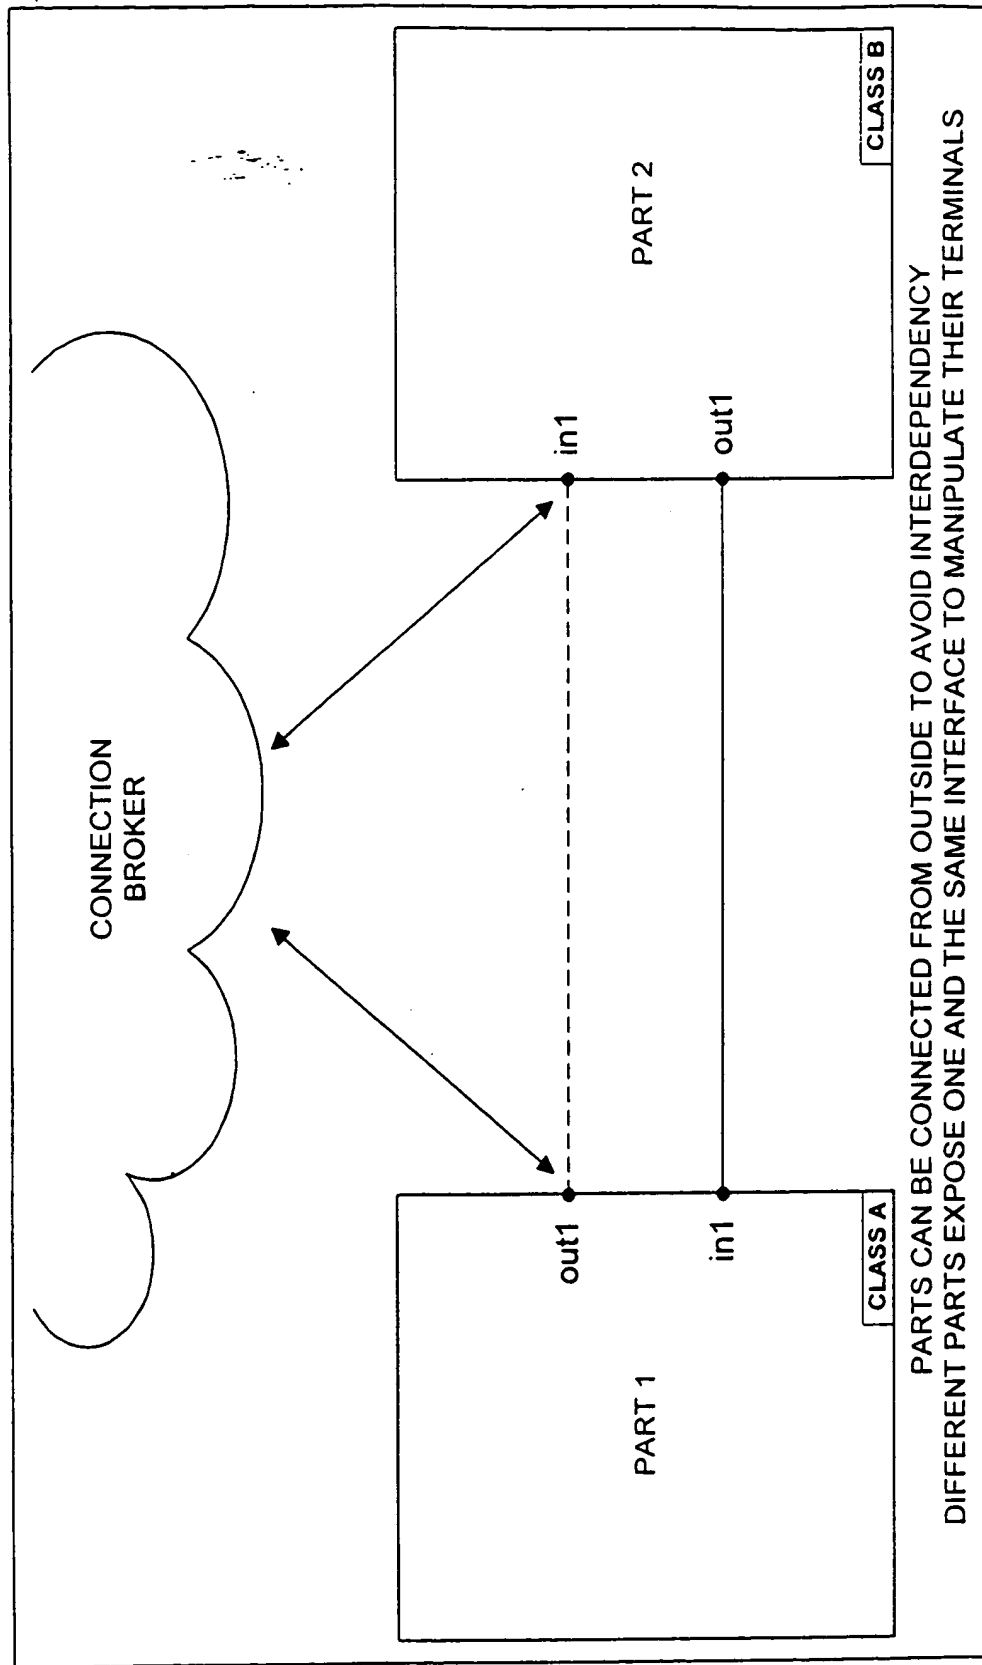 CONNECTION
BROKER
PART 1
out1
in1
CLASS A
PART 2
in1
out1
CLASS B
PARTS CAN BE CONNECTED FROM OUTSIDE TO AVOID INTERDEPENDENCY
DIFFERENT PARTS EXPOSE ONE AND THE SAME INTERFACE TO MANIPULATE THEIR TERMINALS